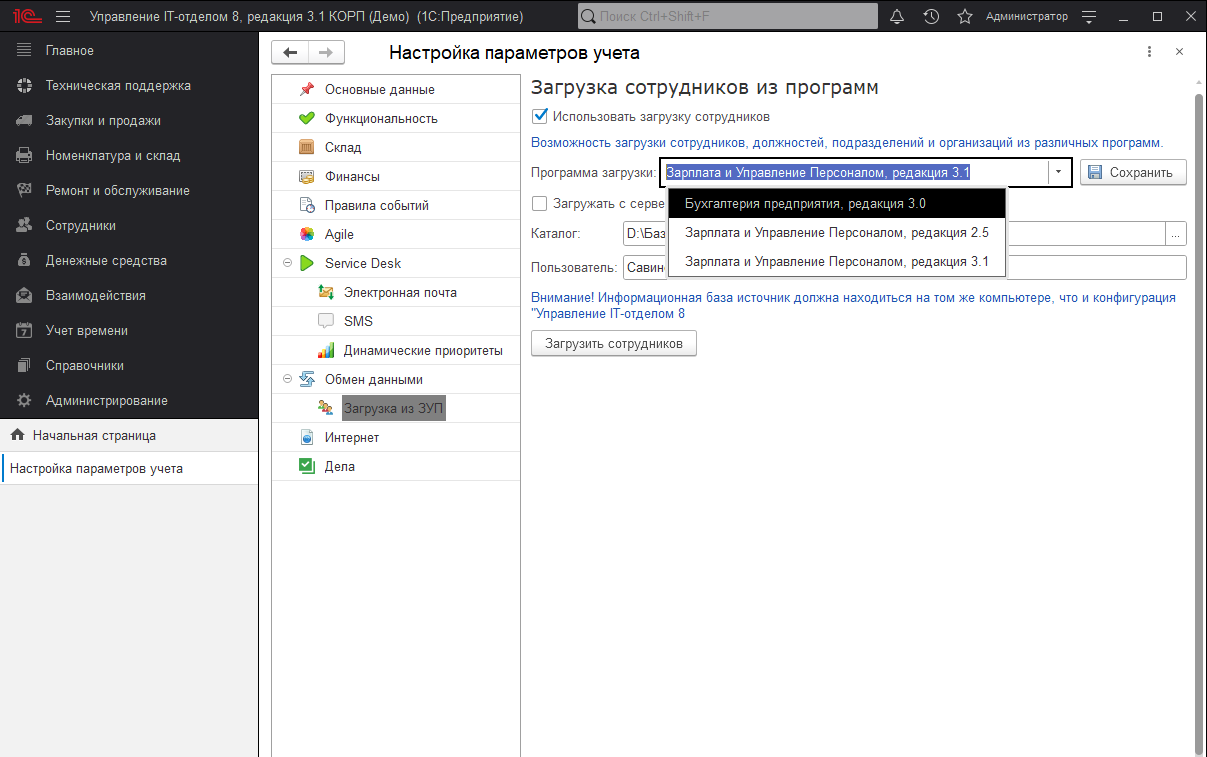 1С Управление IT-отделом 8, редакция 3.1 КОРП (Демо) (1С:Предприятие) Поиск Ctrl+Shift+F Администратор
Главное
Техническая поддержка
Закупки и продажи
Номенклатура и склад
Ремонт и обслуживание
Сотрудники
Денежные средства
Взаимодействия
Учет времени
Справочники
Администрирование
Начальная страница
Настройка параметров учета
Настройка параметров учета
Основные данные
Функциональность
Склад
Финансы
Правила событий
Agile
Service Desk
Электронная почта
SMS
Динамические приоритеты
Обмен данными
Загрузка из ЗУП
Интернет
Дела
Загрузка сотрудников из программ
Использовать загрузку сотрудников
Возможность загрузки сотрудников, должностей, подразделений и организаций из различных программ.
Программа загрузки: Зарплата и Управление Персоналом, редакция 3.1 Сохранить
Бухгалтерия предприятия, редакция 3.0
Зарплата и Управление Персоналом, редакция 2.5
Зарплата и Управление Персоналом, редакция 3.1
Загружать с серве
Каталог: D:\Баз ...
Пользователь: Савин
Внимание! Информационная база источник должна находиться на том же компьютере, что и конфигурация
"Управление IT-отделом 8
Загрузить сотрудников